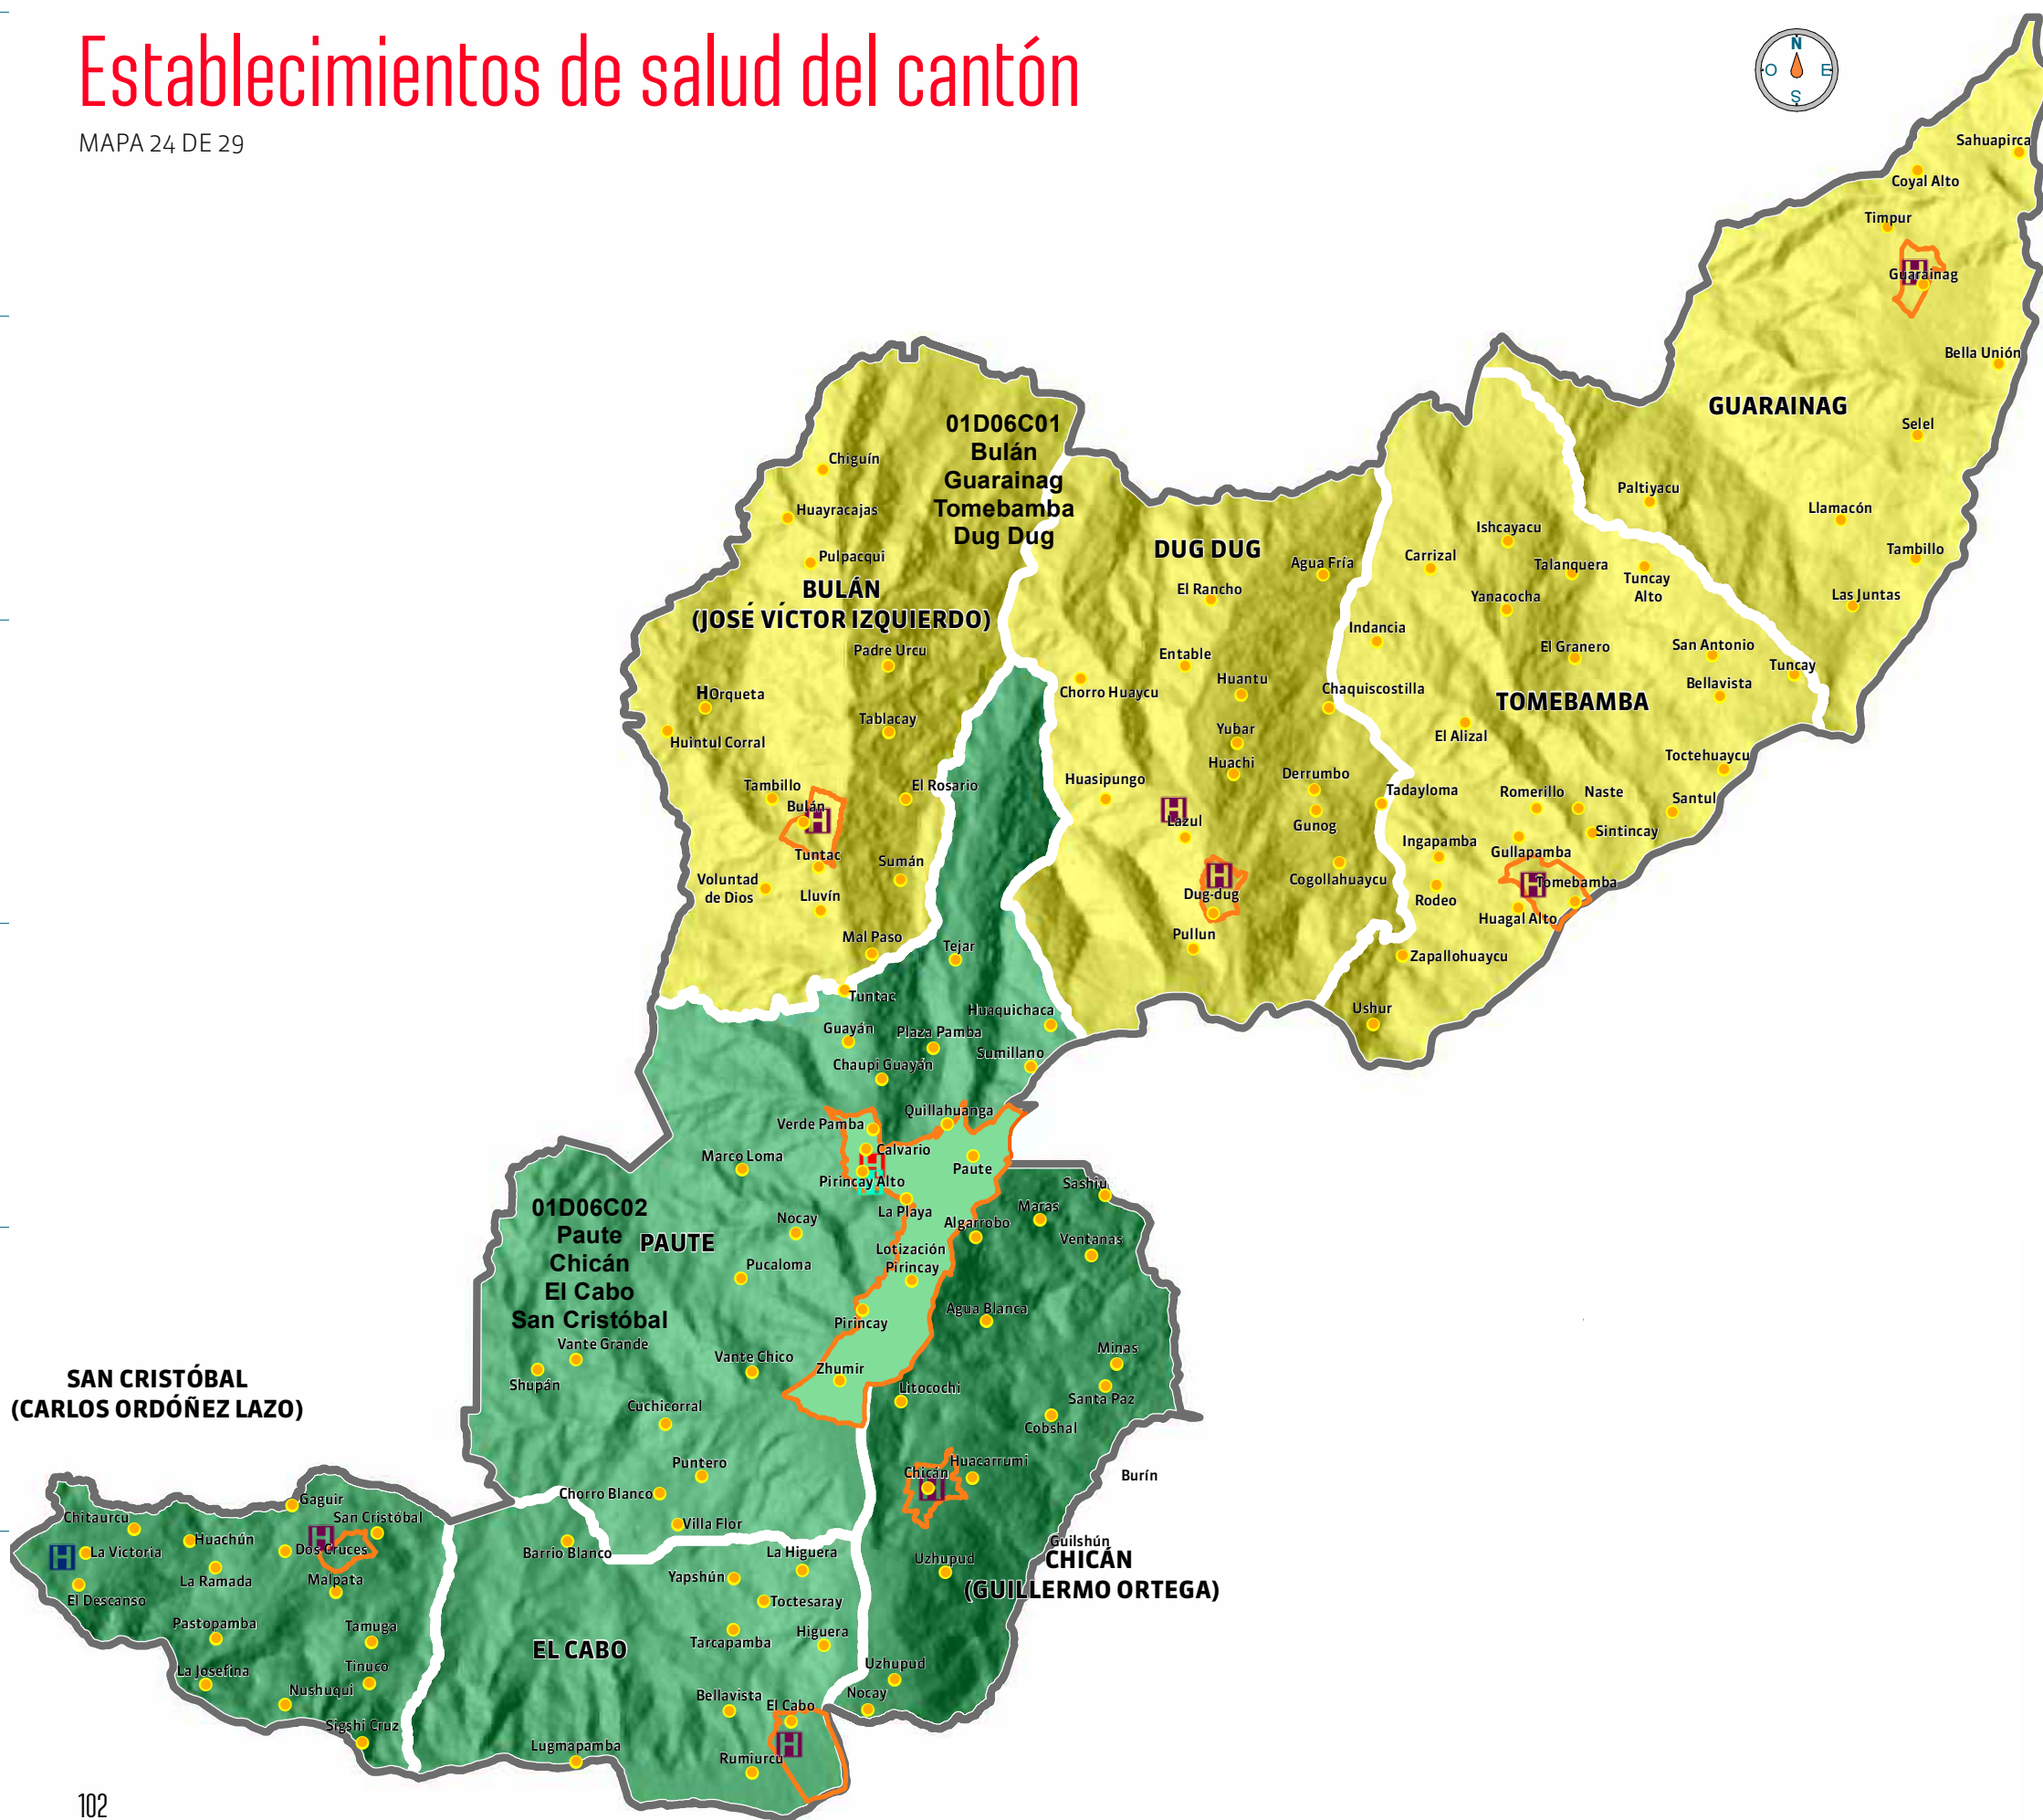 Establecimientos de salud del cantón
MAPA 24 DE 29
N
O
E
S
Sahuapirca
Coyal Alto
Timpur
H
Guarainag
Bella Unión
GUARAINAG
Selel
Paltiyacu
Llamacón
Tambillo
Las Juntas
01D06C01
Bulán
Guarainag
Tomebamba
Dug Dug
Chiguín
Huayracajas
Pulpacqui
BULÁN
(JOSÉ VÍCTOR IZQUIERDO)
Padre Urcu
HOrqueta
Tablacay
Huintul Corral
Tambillo
El Rosario
Bulán
H
Tuntac
Sumán
Voluntad
de Dios
Lluvín
Mal Paso
DUG DUG
Agua Fría
El Rancho
Entable
Huantu
Chorro Huaycu
Chaquiscostilla
Yubar
Huachi
Huasipungo
Derrumbo
H
Lazul
Gunog
Cogollahuaycu
H
Dug-dug
Pullun
Ishcayacu
Carrizal
Talanquera
Tuncay
Alto
Yanacocha
Indancia
El Granero
San Antonio
Tuncay
Bellavista
TOMEBAMBA
El Alizal
Toctehuaycu
Tadayloma
Romerillo
Naste
Santul
Sintincay
Ingapamba
Gullapamba
H
Tomebamba
Rodeo
Huagal Alto
Zapallohuaycu
Ushur
Tejar
Tuntac
Huaquichaca
Guayán
Plaza Pamba
Sumillano
Chaupi Guayán
Quillahuanga
Verde Pamba
Calvario
H
Marco Loma
Paute
Pirincay Alto
La Playa
Sashiu
Maras
Algarrobo
Ventanas
01D06C02
Paute
Chicán
El Cabo
San Cristóbal
PAUTE
Nocay
Lotización
Pirincay
Pucaloma
Agua Blanca
Pirincay
Vante Grande
Shupán
Vante Chico
Zhumir
Minas
Litocochi
Santa Paz
Cuchicorral
Cobshal
Puntero
Chicán
H
Huacarrumi
Burín
Chorro Blanco
Villa Flor
SAN CRISTÓBAL
(CARLOS ORDÓÑEZ LAZO)
Gaguir
Chitaurcu
San Cristóbal
Huachún
H
H
La Victoria
Dos Cruces
La Ramada
Malpata
El Descanso
Pastopamba
Tamuga
La Josefina
Tinuco
Nushuqui
Sigshi Cruz
Barrio Blanco
La Higuera
Yapshún
Toctesaray
Tarcapamba
Higuera
EL CABO
Guilshún
Uzhupud
CHICÁN
(GUILLERMO ORTEGA)
Uzhupud
Nocay
Bellavista
El Cabo
H
Lugmapamba
Rumiurcu
102